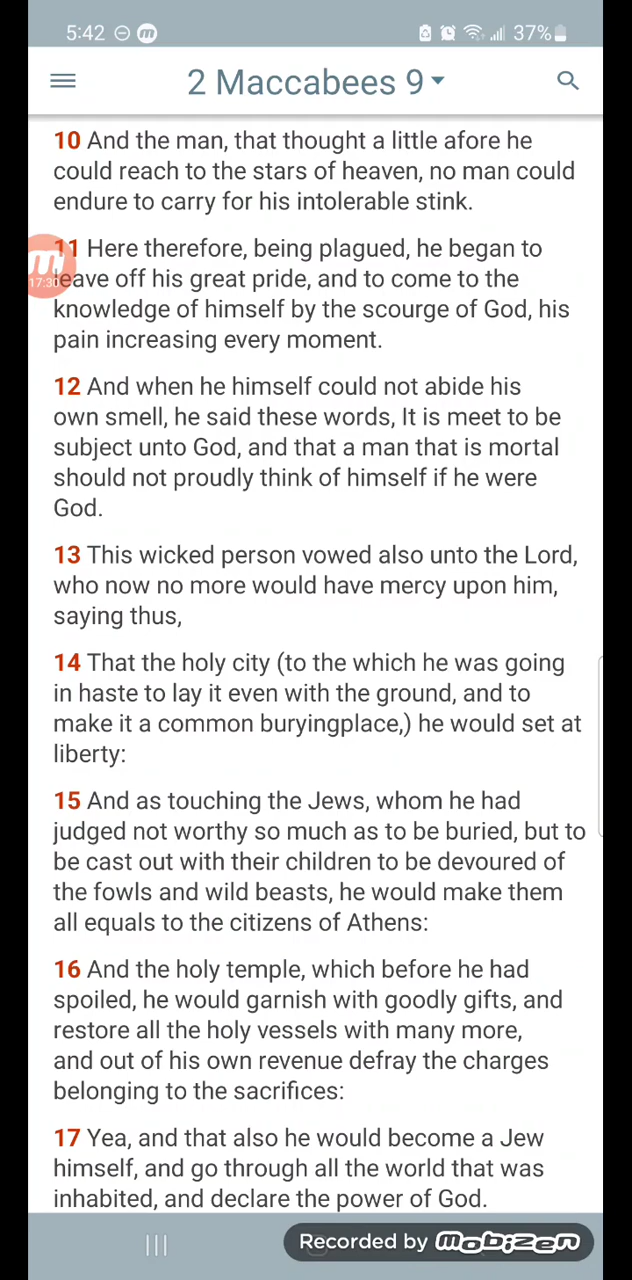 5:42 m 37%
2 Maccabees 9
10 And the man, that thought a little afore he
could reach to the stars of heaven, no man could
endure to carry for his intolerable stink.
11 Here therefore, being plagued, he began to
leave off his great pride, and to come to the
17:30
knowledge of himself by the scourge of God, his
pain increasing every moment.
12 And when he himself could not abide his
own smell, he said these words, It is meet to be
subject unto God, and that a man that is mortal
should not proudly think of himself if he were
God.
13 This wicked person vowed also unto the Lord,
who now no more would have mercy upon him,
saying thus,
14 That the holy city (to the which he was going
in haste to lay it even with the ground, and to
make it a common buryingplace,) he would set at
liberty:
15 And as touching the Jews, whom he had
judged not worthy so much as to be buried, but to
be cast out with their children to be devoured of
the fowls and wild beasts, he would make them
all equals to the citizens of Athens:
16 And the holy temple, which before he had
spoiled, he would garnish with goodly gifts, and
restore all the holy vessels with many more,
and out of his own revenue defray the charges
belonging to the sacrifices:
17 Yea, and that also he would become a Jew
himself, and go through all the world that was
inhabited, and declare the power of God.
Recorded by mobizen